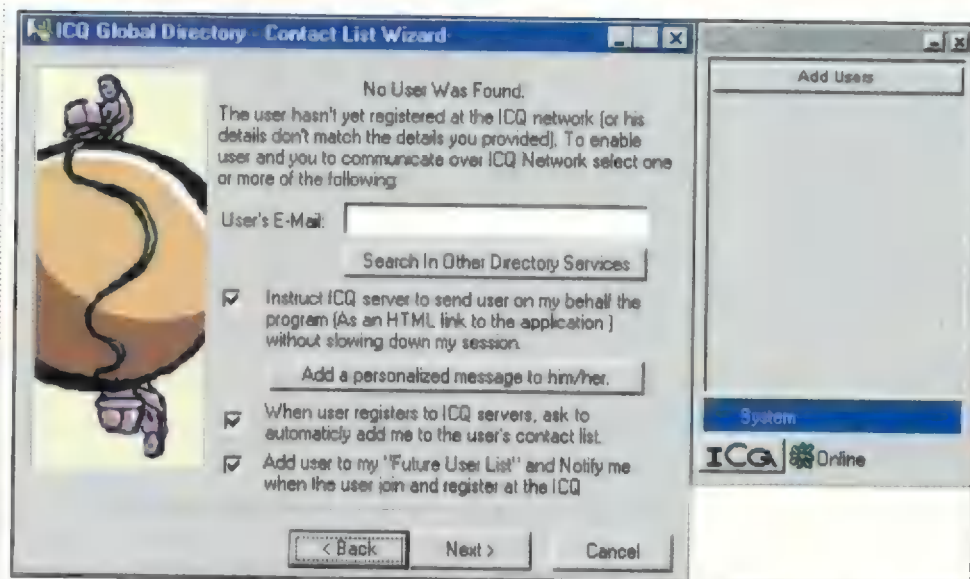 ICQ Global Directory - Contact List Wizard
No User Was Found.
The user hasn't yet registered at the ICQ network (or his
details don't match the details you provided). To enable
user and you to communicate over ICQ Network select one
or more of the following
User's E-Mail:
Search In Other Directory Services
Instruct ICQ server to send user on my behalf the
program (As an HTML link to the application )
without slowing down my session.
Add a personalized message to him/her.
When user registers to ICQ servers, ask to
automaticly add me to the user's contact list.
Add user to my "Future User List" and Notify me
when the user join and register at the ICQ
< Back
Next >
Cancel
Add Users
System
ICQ
Online